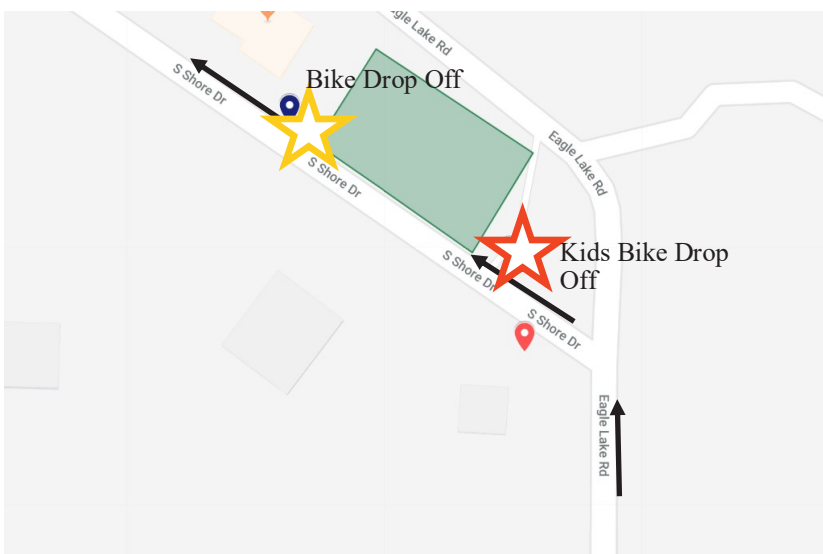 gle Lake Rd
S Shore Dr
Bike Drop Off
S Shore Dr
Eagle Lake Rd
Kids Bike Drop
Off
S Shore Dr
S Shore Dr
Eagle Lake Rd